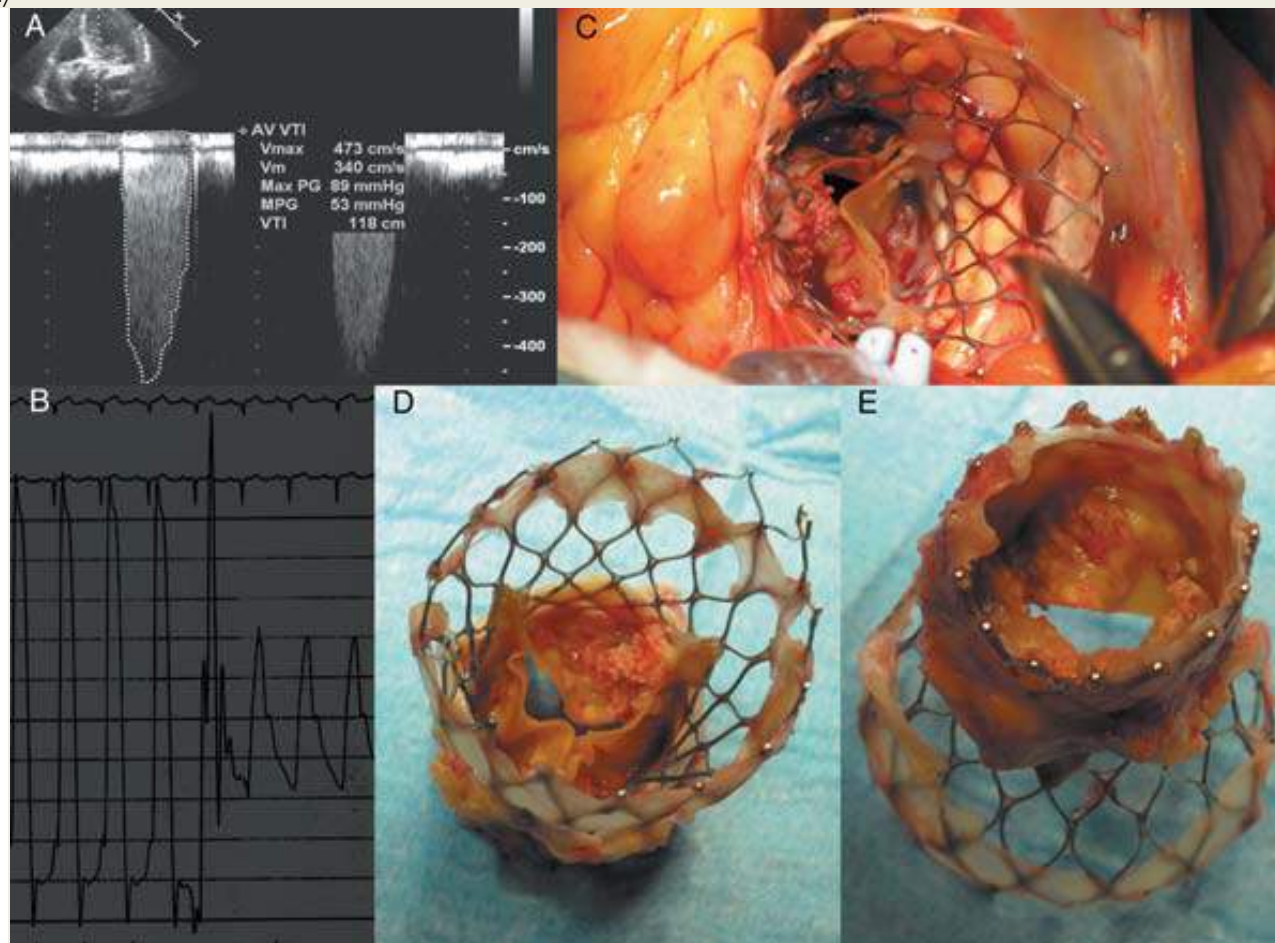 A
AV VTI
Vmax 473 cm/s
Vm 340 cm/s
Max PG 89 mmHg
MPG 53 mmHg
VTI 118 cm
cm/s
-100
-200
-300
-400
B
C
D
E